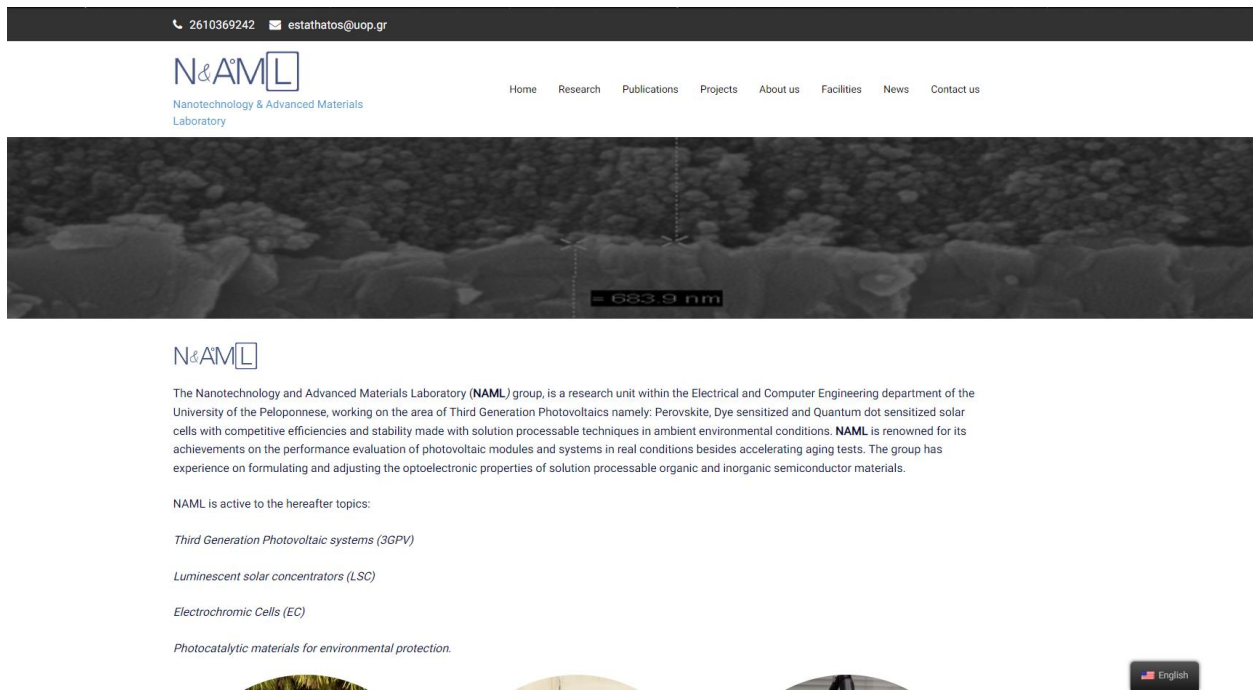 2610369242 estathatos@uop.gr
N&AML
Nanotechnology & Advanced Materials
Laboratory
Home Research Publications Projects About us Facilities News Contact us
= 683.9 nm
N&AML
The Nanotechnology and Advanced Materials Laboratory (NAML) group, is a research unit within the Electrical and Computer Engineering department of the
University of the Peloponnese, working on the area of Third Generation Photovoltaics namely: Perovskite, Dye sensitized and Quantum dot sensitized solar
cells with competitive efficiencies and stability made with solution processable techniques in ambient environmental conditions. NAML is renowned for its
achievements on the performance evaluation of photovoltaic modules and systems in real conditions besides accelerating aging tests. The group has
experience on formulating and adjusting the optoelectronic properties of solution processable organic and inorganic semiconductor materials.
NAML is active to the hereafter topics:
Third Generation Photovoltaic systems (3GPV)
Luminescent solar concentrators (LSC)
Electrochromic Cells (EC)
Photocatalytic materials for environmental protection.
English